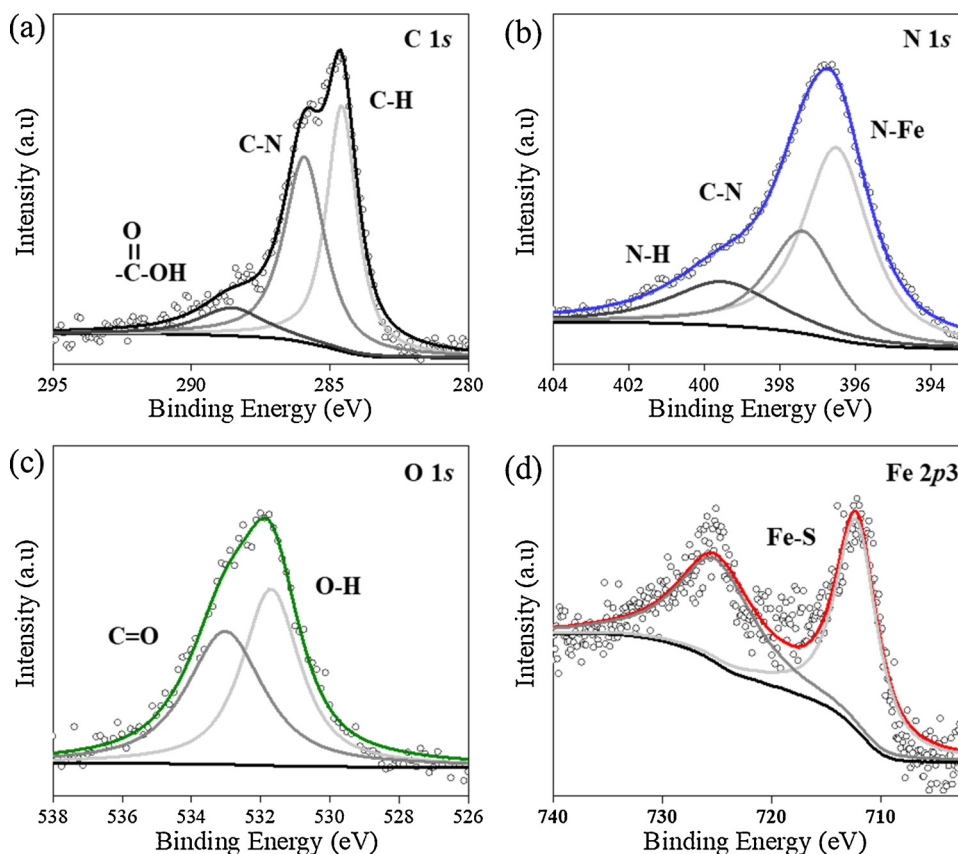 (a)
C 1s
C-H
C-N
O
-C-OH
Intensity (a.u)
295
290
285
280
Binding Energy (eV)
(b)
N 1s
N-Fe
C-N
N-H
Intensity (a.u)
404
402
400
398
396
394
Binding Energy (eV)
(c)
O 1s
O-H
C=O
Intensity (a.u)
538
536
534
532
530
528
526
Binding Energy (eV)
(d)
Fe 2p3
Fe-S
Intensity (a.u)
740
730
720
710
Binding Energy (eV)